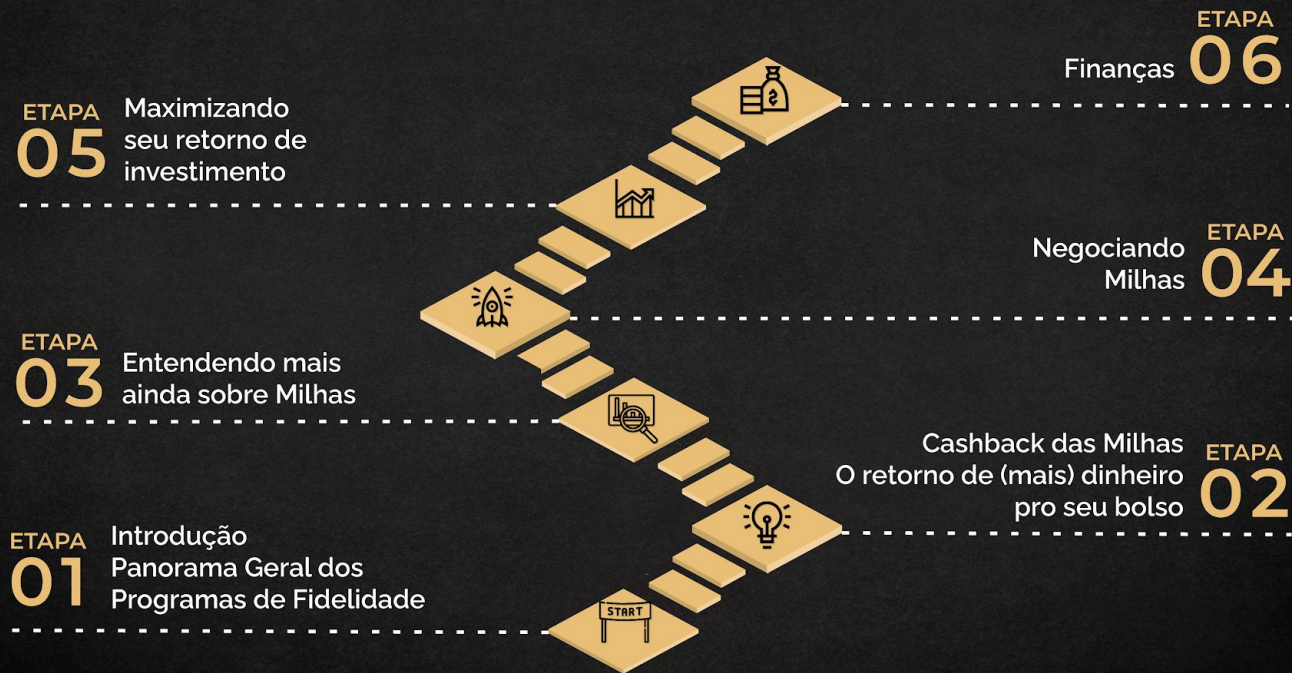 ETAPA
06
Finanças
ETAPA
05
Maximizando
seu retorno de
investimento
ETAPA
04
Negociando
Milhas
ETAPA
03
Entendendo mais
ainda sobre Milhas
ETAPA
02
Cashback das Milhas
O retorno de (mais) dinheiro
pro seu bolso
ETAPA
01
Introdução
Panorama Geral dos
Programas de Fidelidade
START
$